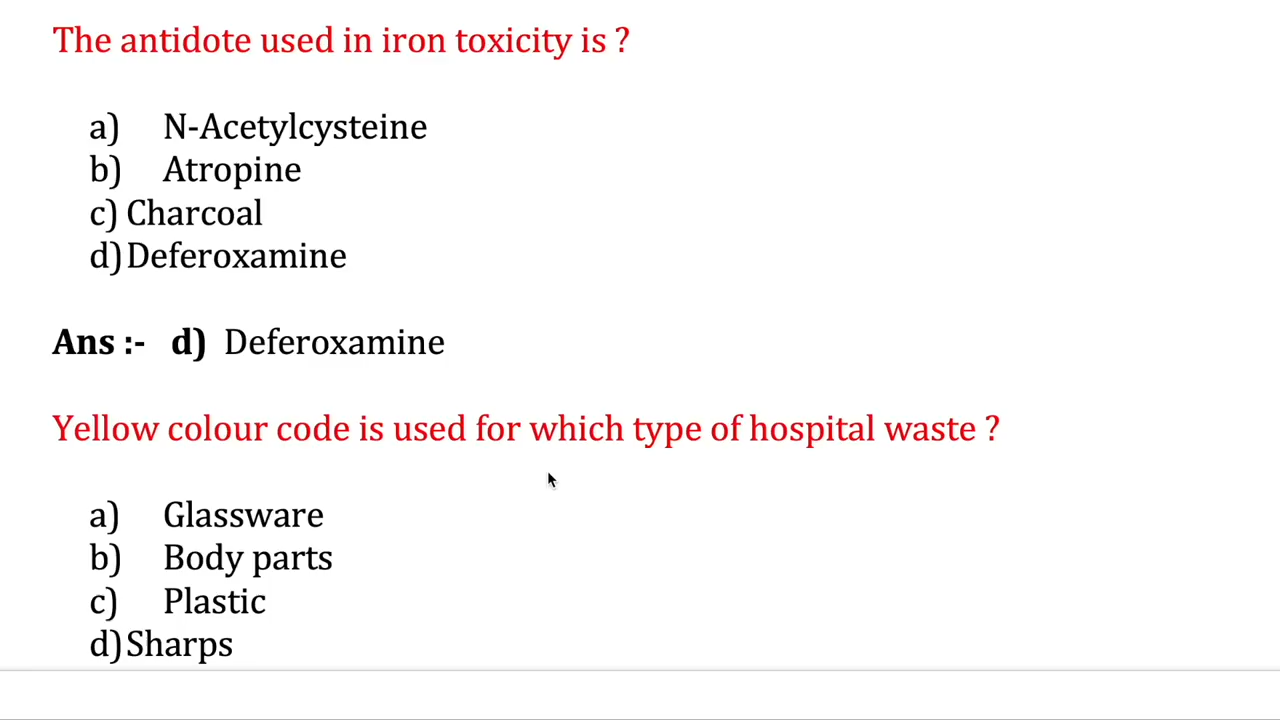 The antidote used in iron toxicity is ?
a) N-Acetylcysteine
b) Atropine
c) Charcoal
d) Deferoxamine
Ans :- d) Deferoxamine
Yellow colour code is used for which type of hospital waste ?
a) Glassware
b) Body parts
c) Plastic
d) Sharps